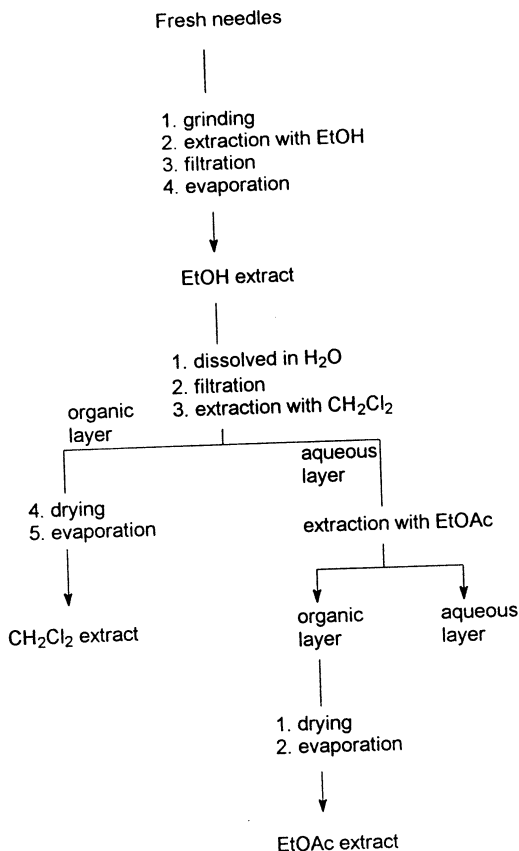 Fresh needles
1. grinding
2. extraction with EtOH
3. filtration
4. evaporation
EtOH extract
1. dissolved in H₂O
2. filtration
3. extraction with CH₂Cl₂
organic
layer
aqueous
layer
4. drying
5. evaporation
extraction with EtOAc
CH₂Cl₂ extract
organic
layer
aqueous
layer
1. drying
2. evaporation
EtOAc extract